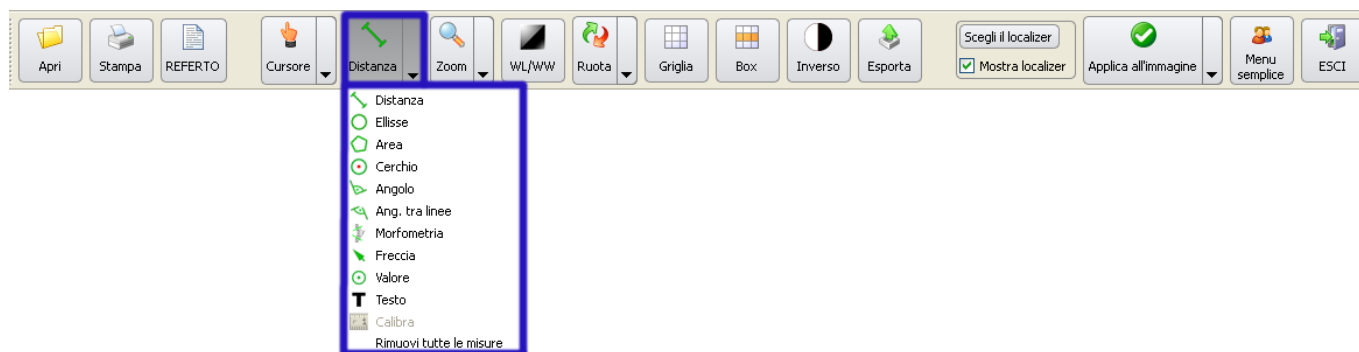 Apri
Stampa
REFERTO
Cursore
Distanza
Zoom
WL/WW
Ruota
Griglia
Box
Inverso
Esporta
Scegli il localizer
Mostra localizer
Applica all'immagine
Menu
semplice
ESCI
Distanza
Ellisse
Area
Cerchio
Angolo
Ang. tra linee
Morfometria
Freccia
Valore
T Testo
Calibra
Rimuovi tutte le misure